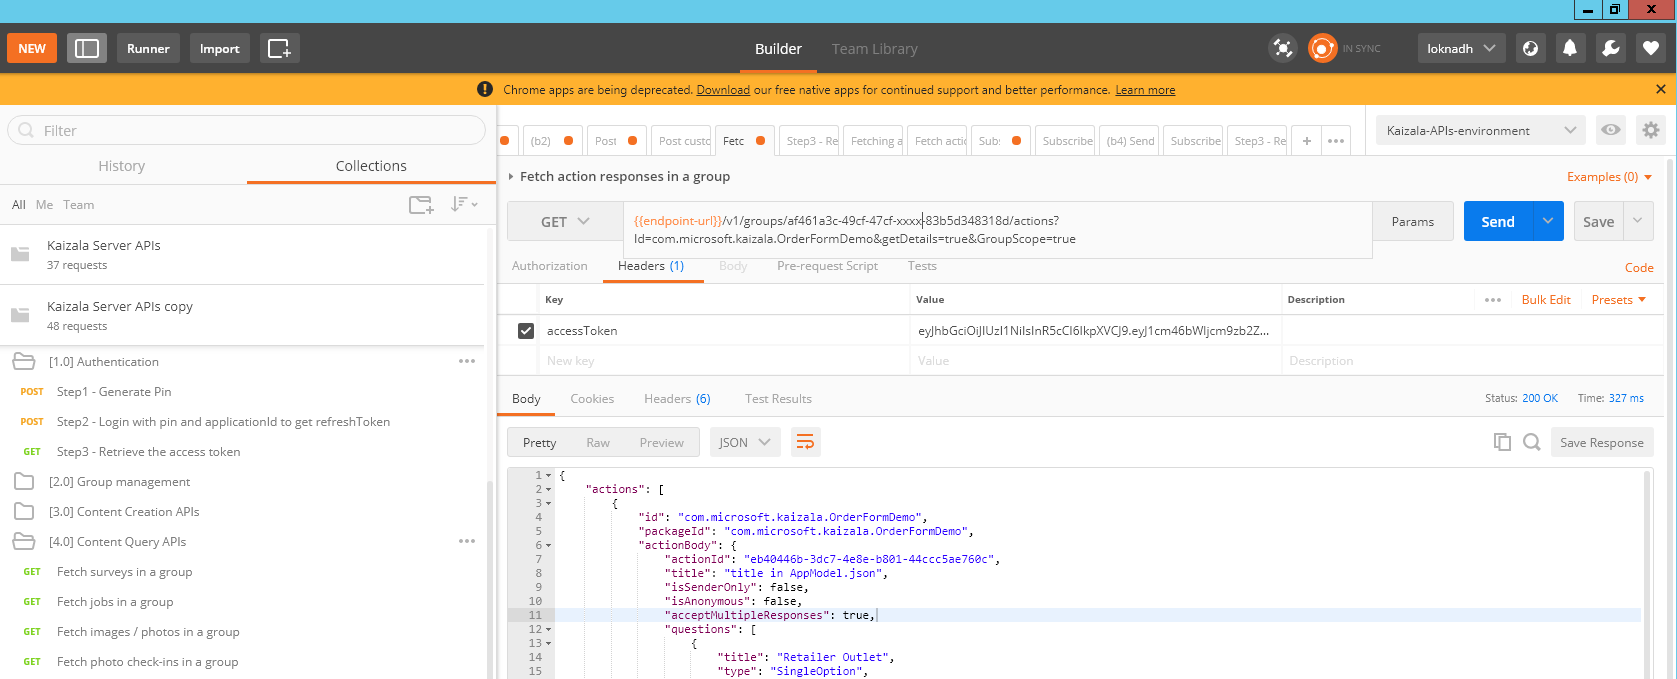 NEW Runner Import Builder Team Library IN SYNC loknadh
Chrome apps are being deprecated. Download our free native apps for continued support and better performance. Learn more
Filter
History Collections
All Me Team
Kaizala Server APIs
37 requests
Kaizala Server APIs copy
48 requests
[1.0] Authentication
POST Step1 - Generate Pin
POST Step2 - Login with pin and applicationId to get refreshToken
GET Step3 - Retrieve the access token
[2.0] Group management
[3.0] Content Creation APIs
[4.0] Content Query APIs
GET Fetch surveys in a group
GET Fetch jobs in a group
GET Fetch images / photos in a group
GET Fetch photo check-ins in a group
(b2) Post Post custo Fetc Step3 - Re Fetching a Fetch actic Subs Subscribe (b4) Send Subscribe Step3 - Re + •••
Kaizala-APIs-environment
Fetch action responses in a group
Examples (0)
GET {{endpoint-url}}/v1/groups/af461a3c-49cf-47cf-xxxx-83b5d348318d/actions?
Id=com.microsoft.kaizala.OrderFormDemo&getDetails=true&GroupScope=true
Params Send Save
Authorization Headers (1) Body Pre-request Script Tests Code
Key Value Description ••• Bulk Edit Presets
accessToken eyJhbGciOiJIUzI1NiIsInR5cCI6IkpXVCJ9.eyJ1cm46bWljcm9zb2Z...
New key Value Description
Body Cookies Headers (6) Test Results Status: 200 OK Time: 327 ms
Pretty Raw Preview JSON Save Response
1 {
2 "actions": [
3 {
4 "id": "com.microsoft.kaizala.OrderFormDemo",
5 "packageId": "com.microsoft.kaizala.OrderFormDemo",
6 "actionBody": {
7 "actionId": "eb40446b-3dc7-4e8e-b801-44ccc5ae760c",
8 "title": "title in AppModel.json",
9 "isSenderOnly": false,
10 "isAnonymous": false,
11 "acceptMultipleResponses": true,
12 "questions": [
13 {
14 "title": "Retailer Outlet",
15 "type": "SingleOption",